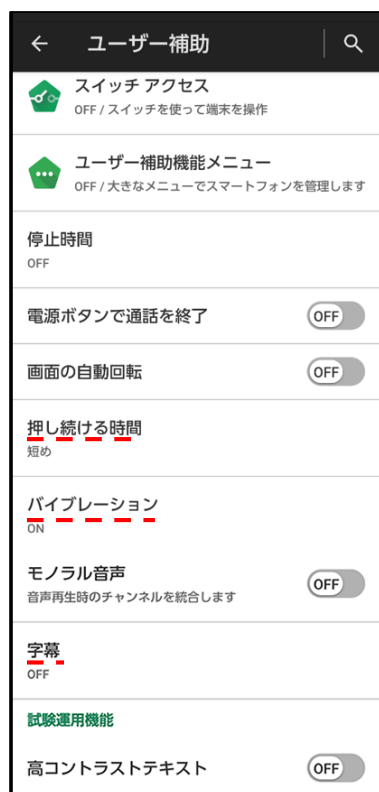 ユーザー補助
スイッチ アクセス
OFF / スイッチを使って端末を操作
ユーザー補助機能メニュー
OFF / 大きなメニューでスマートフォンを管理します
停止時間
OFF
電源ボタンで通話を終了
OFF
画面の自動回転
OFF
押し続ける時間
短め
バイブレーション
ON
モノラル音声
OFF
音声再生時のチャンネルを統合します
字幕
OFF
試験運用機能
高コントラストテキスト
OFF